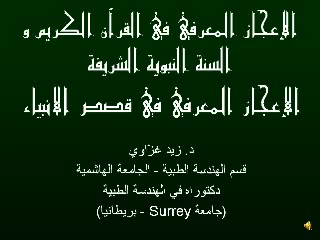 الإعجاز المعرفي في القرآن الكريم و
السنة النبوية الشريفة
الإعجاز المعرفي في قصص الانبياء
د. زيد غزاوي
قسم الهندسة الطبية - الجامعة الهاشمية
دكتوراه في الهندسة الطبية
(جامعة Surrey - بريطانيا)